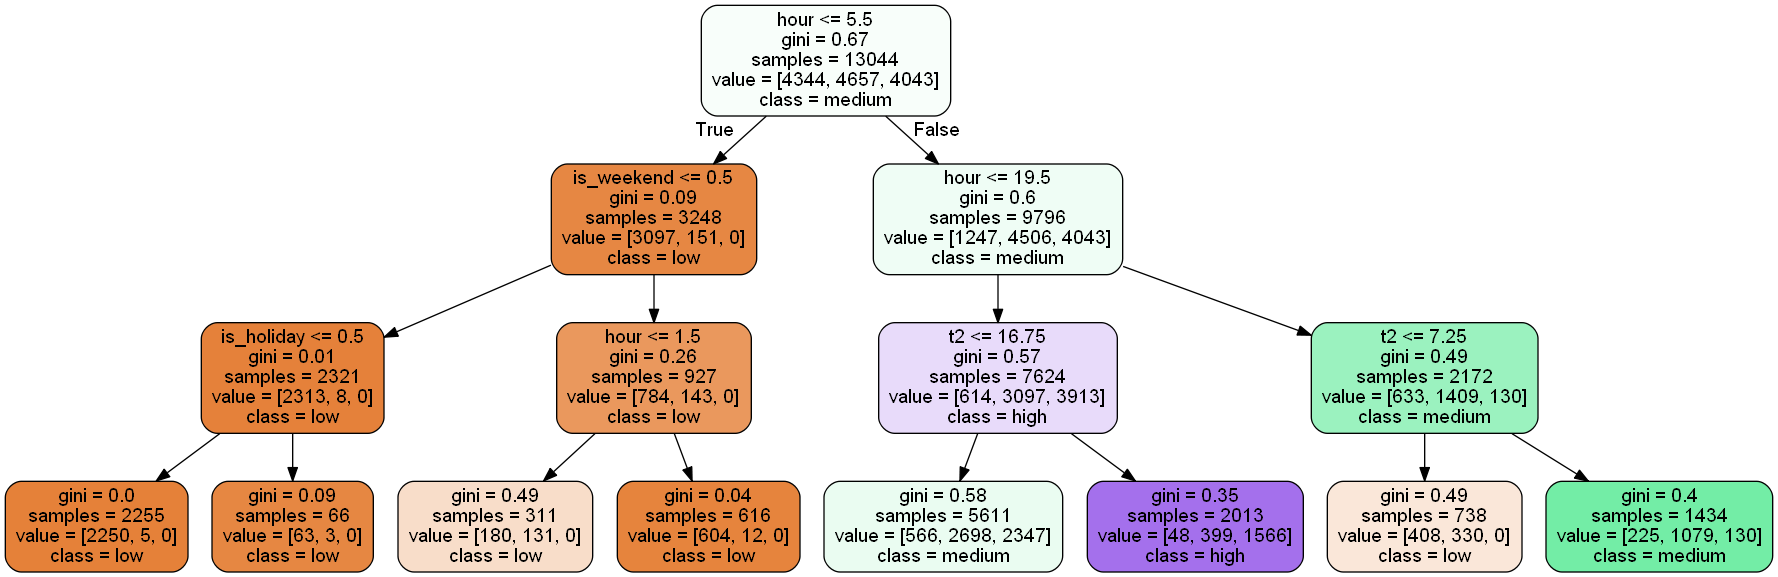 hour <= 5.5
gini = 0.67
samples = 13044
value = [4344, 4657, 4043]
class = medium
True
False
is_weekend <= 0.5
gini = 0.09
samples = 3248
value = [3097, 151, 0]
class = low
hour <= 19.5
gini = 0.6
samples = 9796
value = [1247, 4506, 4043]
class = medium
is_holiday <= 0.5
gini = 0.01
samples = 2321
value = [2313, 8, 0]
class = low
hour <= 1.5
gini = 0.26
samples = 927
value = [784, 143, 0]
class = low
t2 <= 16.75
gini = 0.57
samples = 7624
value = [614, 3097, 3913]
class = high
t2 <= 7.25
gini = 0.49
samples = 2172
value = [633, 1409, 130]
class = medium
gini = 0.0
samples = 2255
value = [2250, 5, 0]
class = low
gini = 0.09
samples = 66
value = [63, 3, 0]
class = low
gini = 0.49
samples = 311
value = [180, 131, 0]
class = low
gini = 0.04
samples = 616
value = [604, 12, 0]
class = low
gini = 0.58
samples = 5611
value = [566, 2698, 2347]
class = medium
gini = 0.35
samples = 2013
value = [48, 399, 1566]
class = high
gini = 0.49
samples = 738
value = [408, 330, 0]
class = low
gini = 0.4
samples = 1434
value = [225, 1079, 130]
class = medium